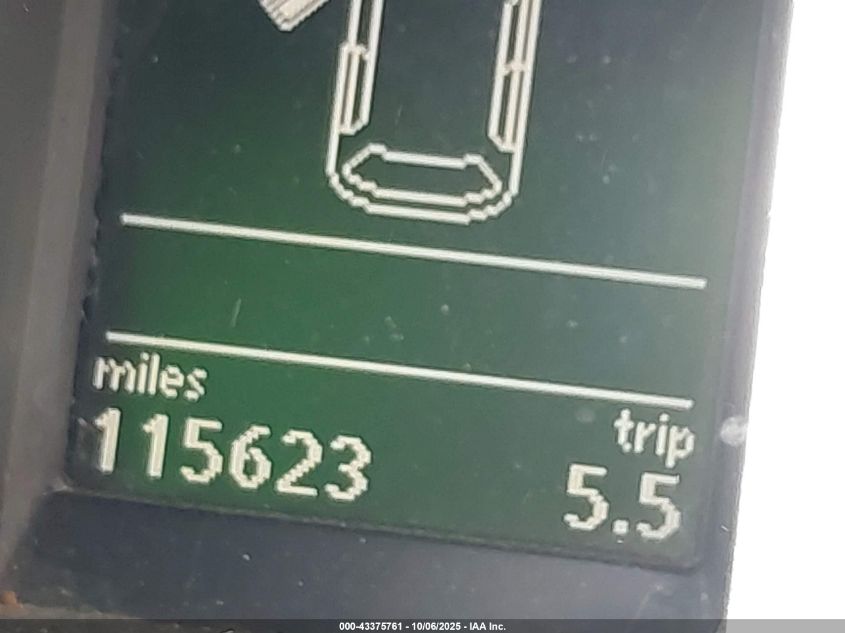 miles
115623
trip
5.5
000-43375761 - 10/06/2025 - IAA Inc.